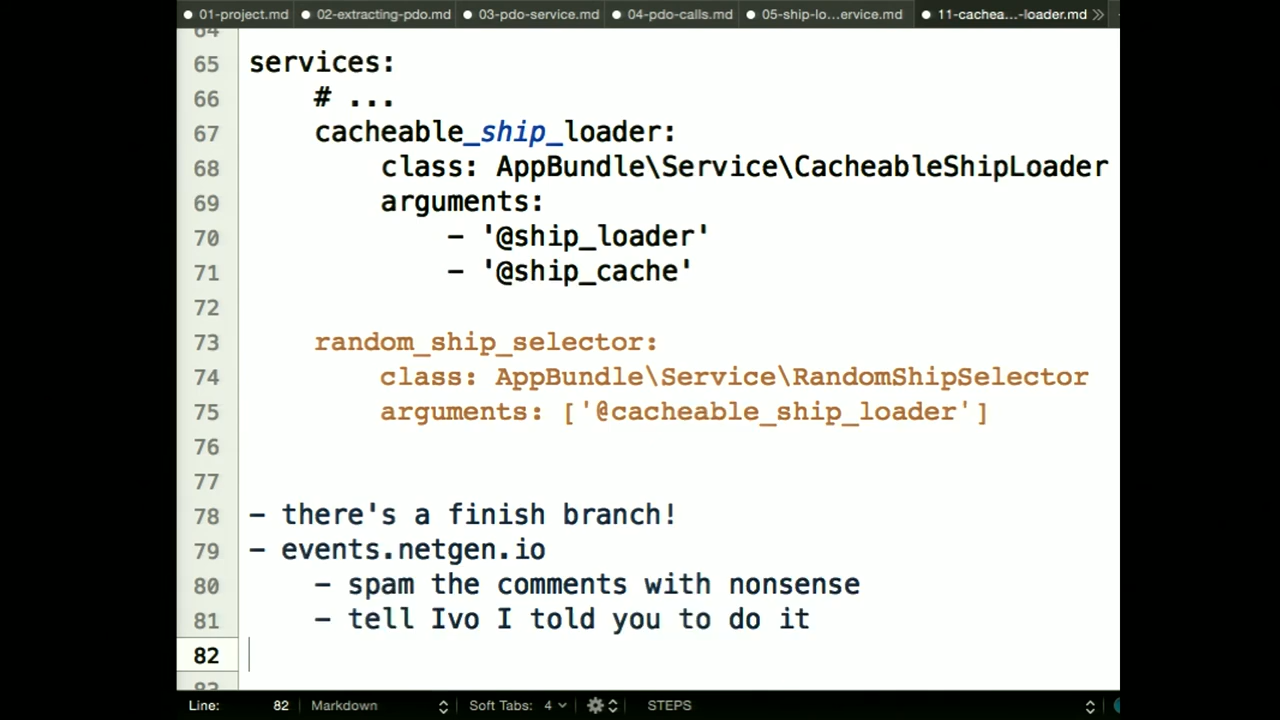 01-project.md 02-extracting-pdo.md 03-pdo-service.md 04-pdo-calls.md 05-ship-lo...ervice.md 11-cachea...-loader.md »
64
65 services:
66 # ...
67 cacheable_ship_loader:
68 class: AppBundle\Service\CacheableShipLoader
69 arguments:
70 - '@ship_loader'
71 - '@ship_cache'
72
73 random_ship_selector:
74 class: AppBundle\Service\RandomShipSelector
75 arguments: ['@cacheable_ship_loader']
76
77
78 - there's a finish branch!
79 - events.netgen.io
80 - spam the comments with nonsense
81 - tell Ivo I told you to do it
82
83
Line: 82 Markdown Soft Tabs: 4 STEPS